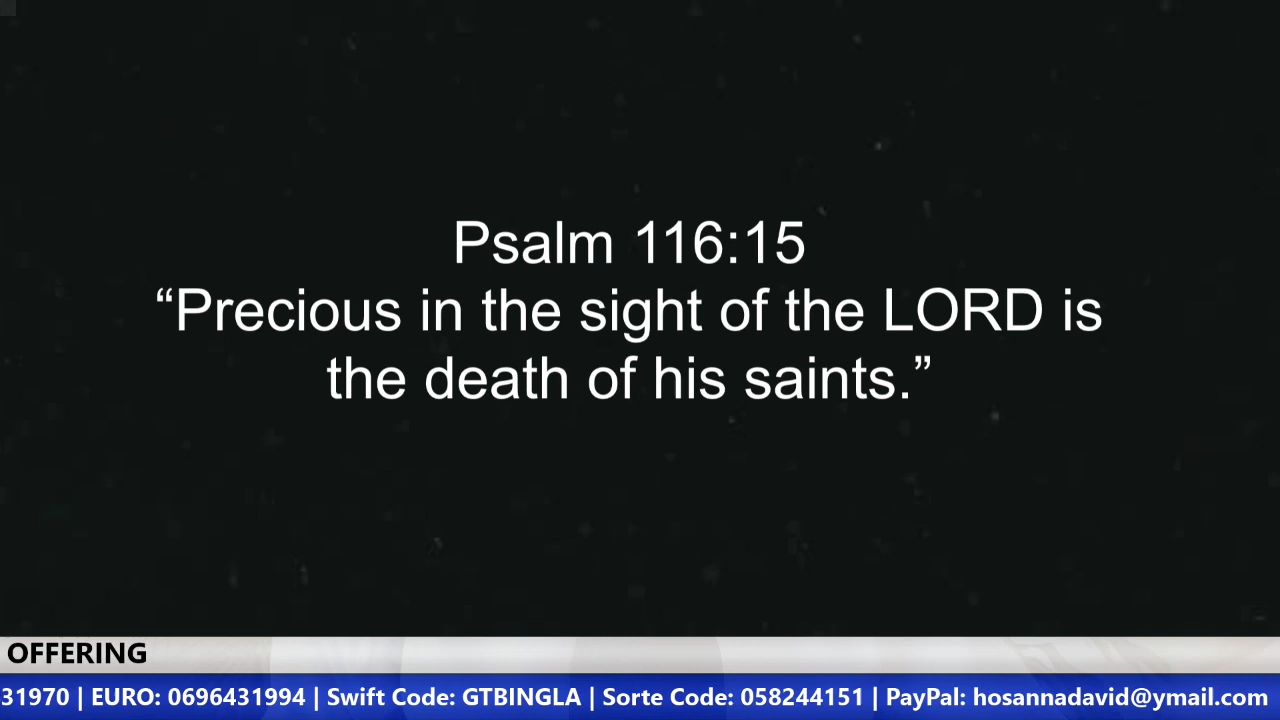 Psalm 116:15
“Precious in the sight of the LORD is
the death of his saints.”
OFFERING
31970 | EURO: 0696431994 | Swift Code: GTBINGLA | Sorte Code: 058244151 | PayPal: hosannadavid@ymail.com